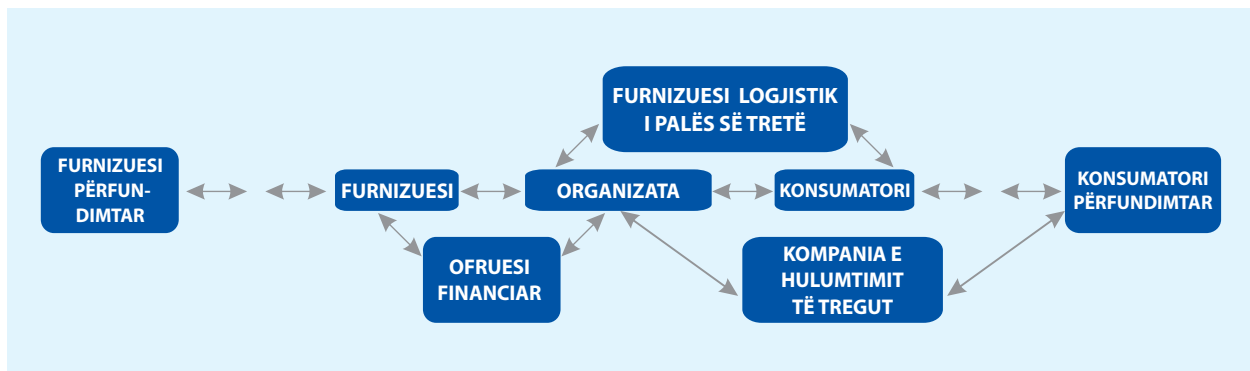 FURNIZUESI LOGJISTIK
I PALËS SË TRETË
FURNIZUESI
PËRFUN-
DIMTAR
FURNIZUESI
ORGANIZATA
KONSUMATORI
KONSUMATORI
PËRFUNDIMTAR
OFRUESI
FINANCIAR
KOMPANIA E
HULUMTIMIT
TË TREGUT